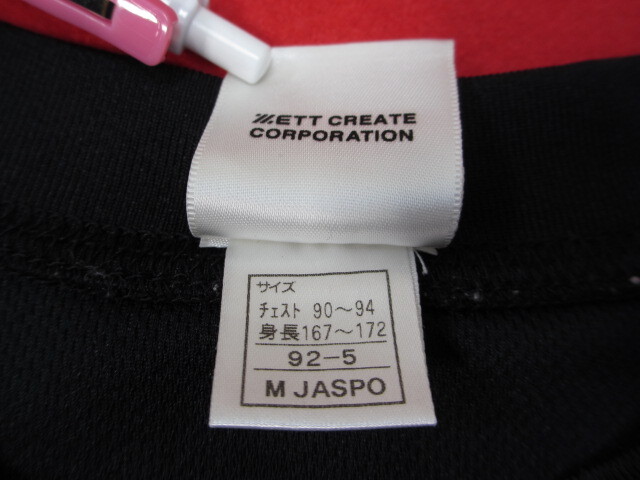 METT CREATE
CORPORATION
サイズ
チェスト 90～94
身長167～172
92-5
M JASPO